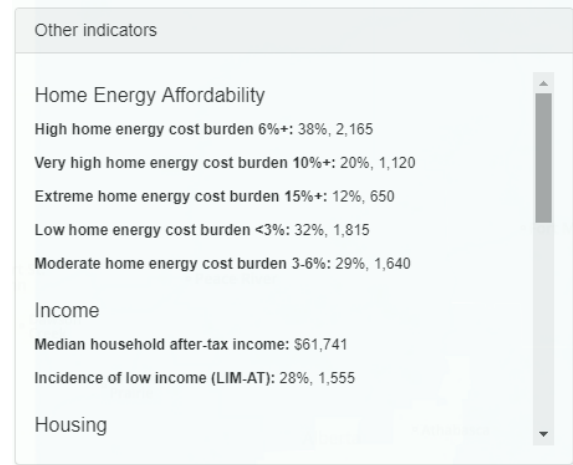 Other indicators
Home Energy Affordability
High home energy cost burden 6%+: 38%, 2,165
Very high home energy cost burden 10%+: 20%, 1,120
Extreme home energy cost burden 15%+: 12%, 650
Low home energy cost burden <3%: 32%, 1,815
Moderate home energy cost burden 3-6%: 29%, 1,640
Income
Median household after-tax income: $61,741
Incidence of low income (LIM-AT): 28%, 1,555
Housing